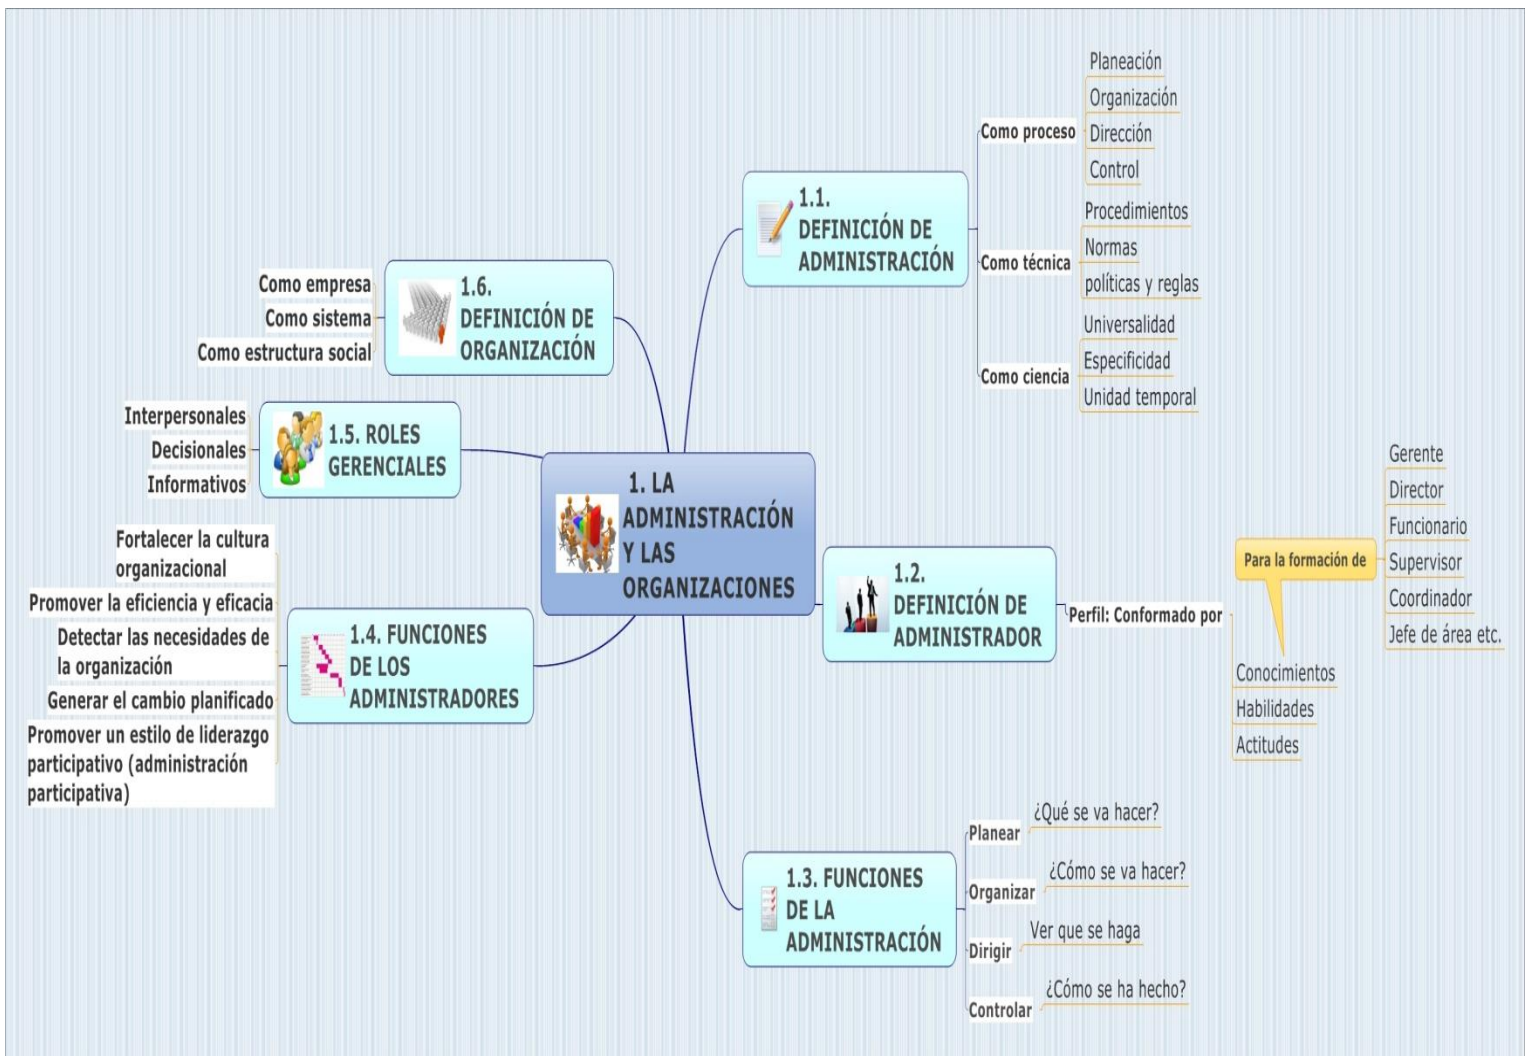 1. LA
ADMINISTRACIÓN
Y LAS
ORGANIZACIONES
1.1.
DEFINICIÓN DE
ADMINISTRACIÓN
Como proceso
Planeación
Organización
Dirección
Control
Como técnica
Procedimientos
Normas
políticas y reglas
Como ciencia
Universalidad
Especificidad
Unidad temporal
1.2.
DEFINICIÓN DE
ADMINISTRADOR
Perfil: Conformado por
Conocimientos
Habilidades
Actitudes
Para la formación de
Gerente
Director
Funcionario
Supervisor
Coordinador
Jefe de área etc.
1.3. FUNCIONES
DE LA
ADMINISTRACIÓN
Planear
¿Qué se va hacer?
Organizar
¿Cómo se va hacer?
Dirigir
Ver que se haga
Controlar
¿Cómo se ha hecho?
1.4. FUNCIONES
DE LOS
ADMINISTRADORES
Fortalecer la cultura
organizacional
Promover la eficiencia y eficacia
Detectar las necesidades de
la organización
Generar el cambio planificado
Promover un estilo de liderazgo
participativo (administración
participativa)
1.5. ROLES
GERENCIALES
Interpersonales
Decisionales
Informativos
1.6.
DEFINICIÓN DE
ORGANIZACIÓN
Como empresa
Como sistema
Como estructura social